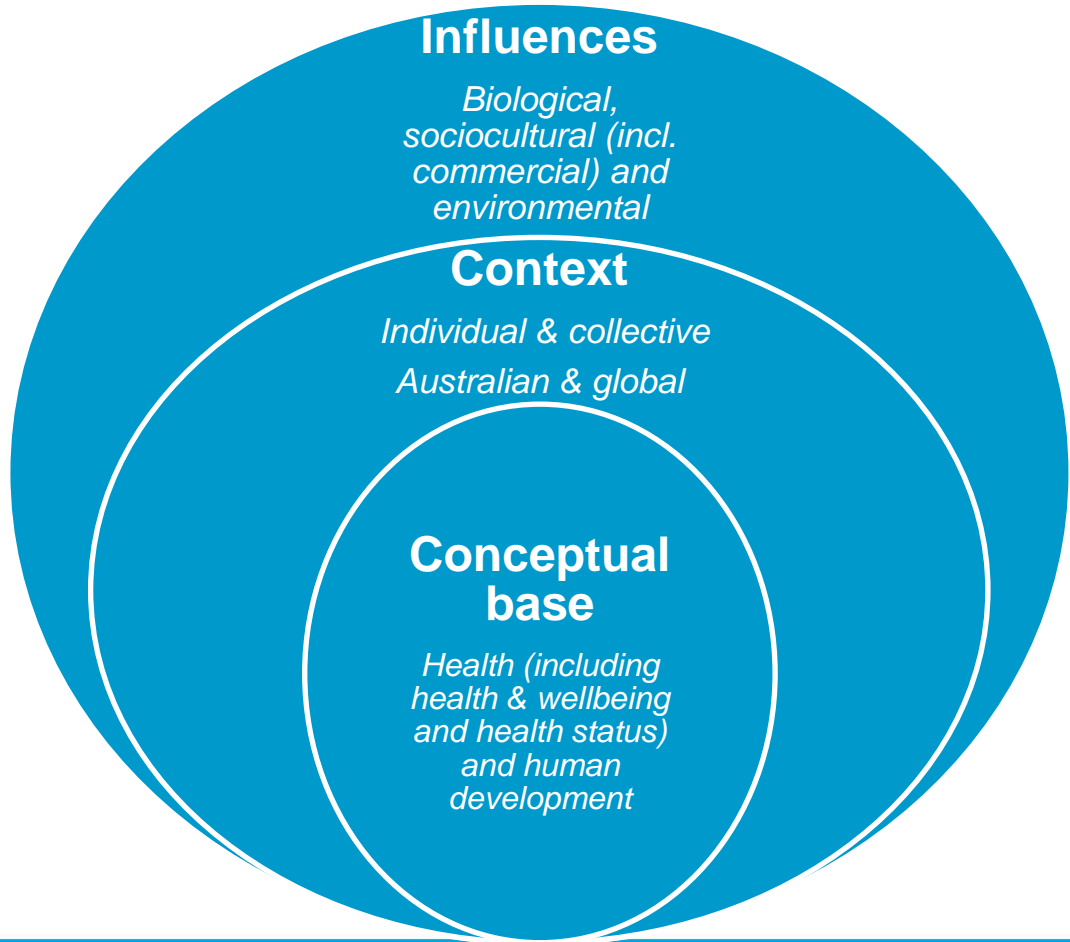 Influences
Biological,
sociocultural (incl.
commercial) and
environmental
Context
Individual & collective
Australian & global
Conceptual
base
Health (including
health & wellbeing
and health status)
and human
development